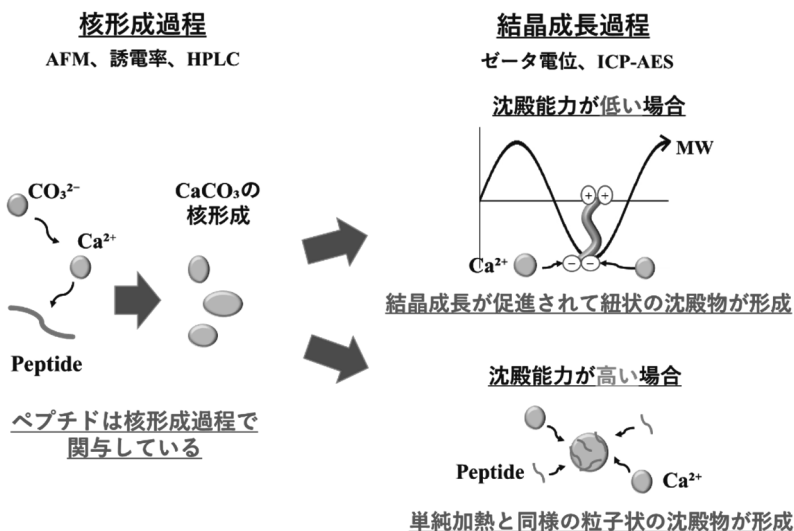 核形成過程
AFM、誘電率、HPLC
CO₃²⁻
Ca²⁺
Peptide
CaCO₃の
核形成
ペプチドは核形成過程で
関与している
結晶成長過程
ゼータ電位、ICP-AES
沈殿能力が低い場合
MW
+ +
Ca²⁺
− −
結晶成長が促進されて紐状の沈殿物が形成
沈殿能力が高い場合
Peptide
Ca²⁺
単純加熱と同様の粒子状の沈殿物が形成